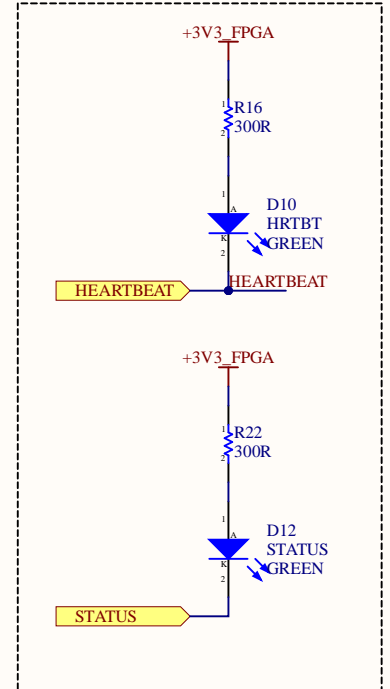 +3V3_FPGA
1
R16
300R
2
1
A
D10
HRTBT
GREEN
K
2
HEARTBEAT
HEARTBEAT
+3V3_FPGA
1
R22
300R
2
1
A
D12
STATUS
GREEN
K
2
STATUS